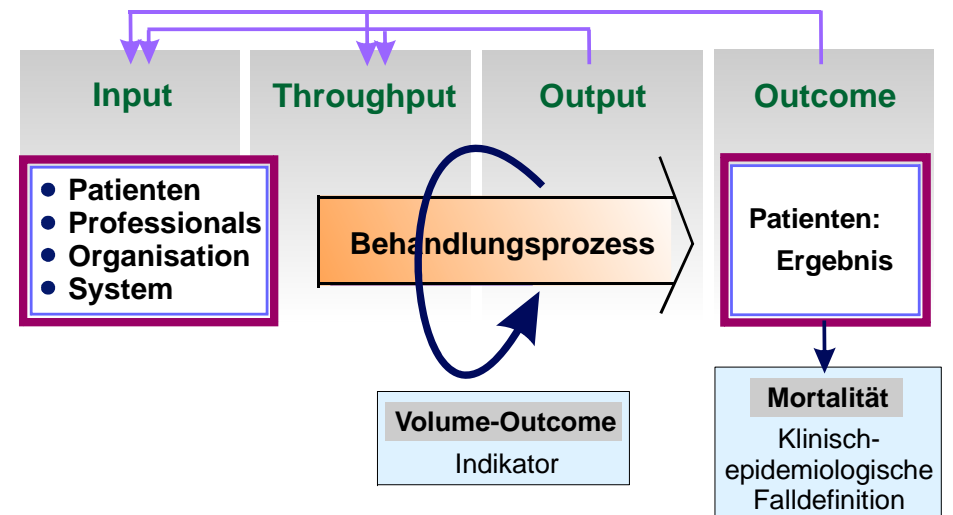 Input
Throughput
Output
Outcome
• Patienten
• Professionals
• Organisation
• System
Behandlungsprozess
Patienten:
Ergebnis
Volume-Outcome
Indikator
Mortalität
Klinisch-
epidemiologische
Falldefinition